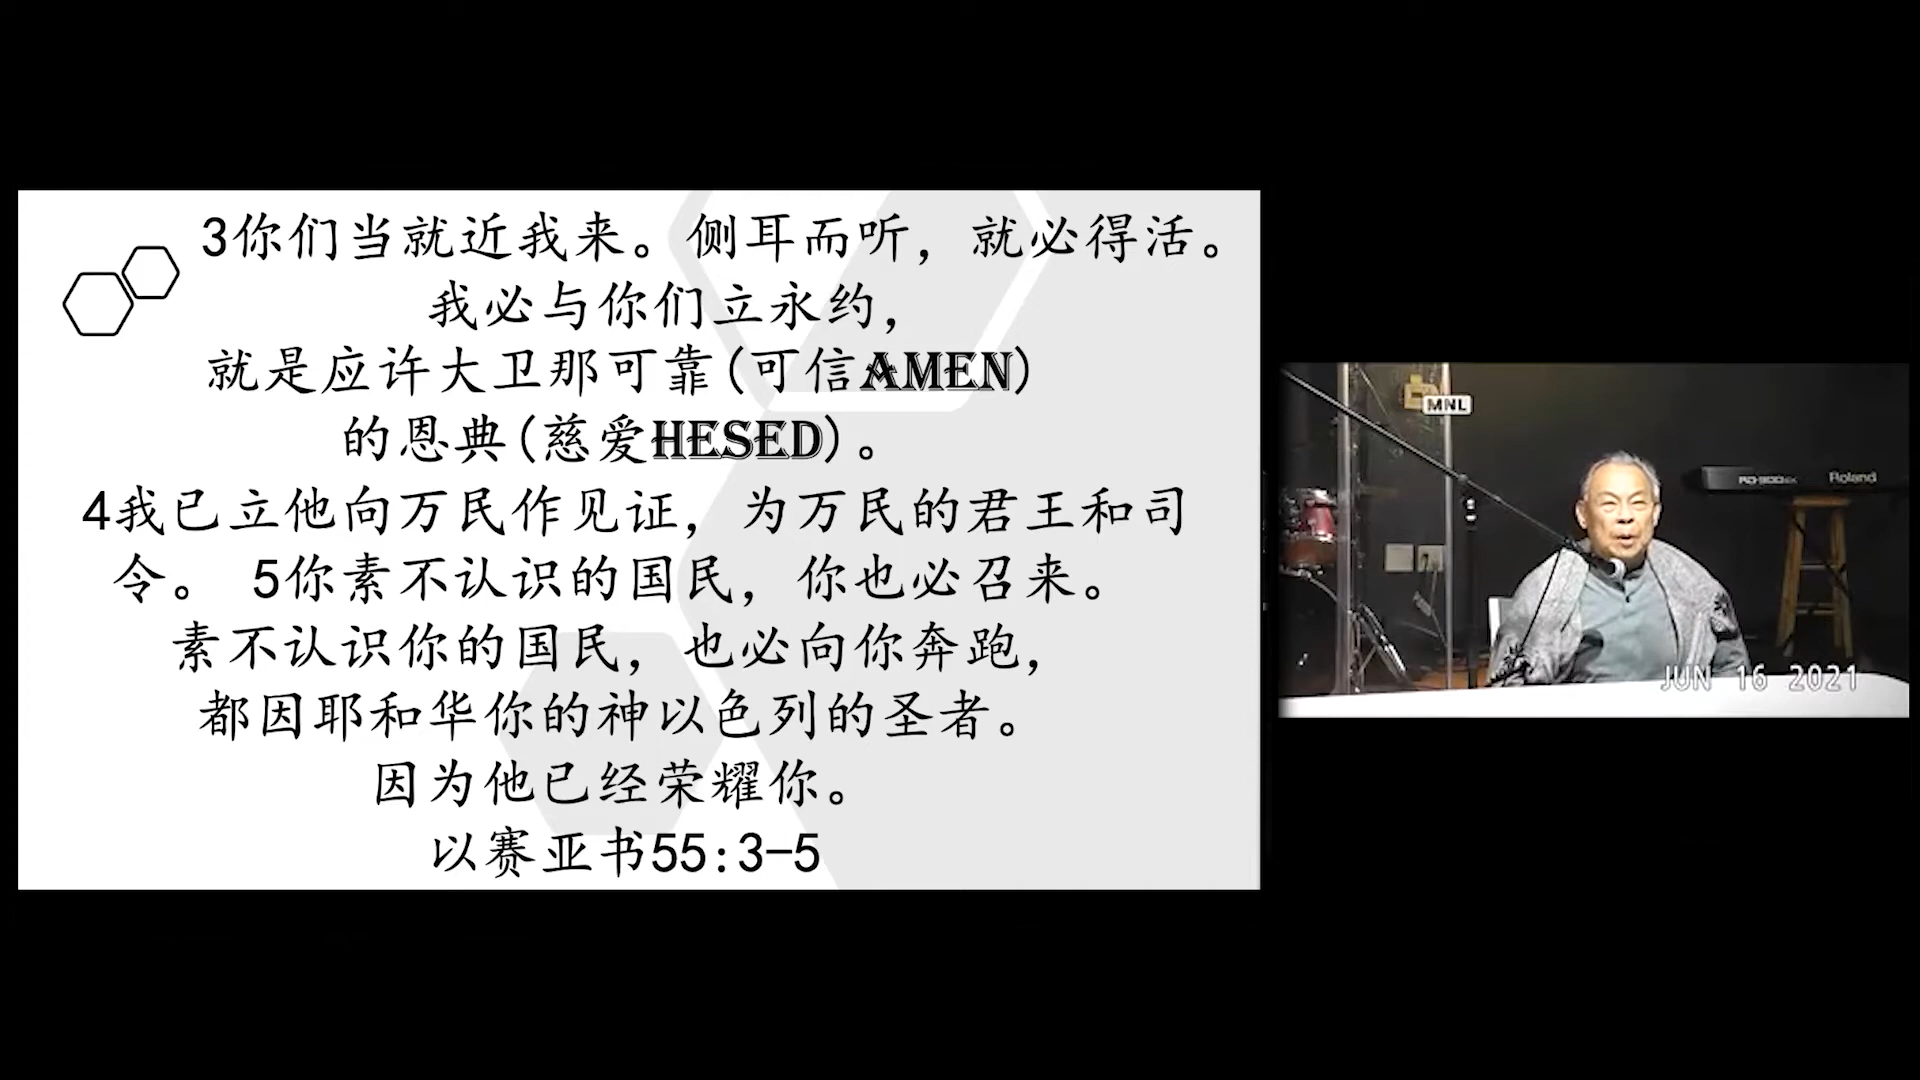 3你们当就近我来。侧耳而听，就必得活。
我必与你们立永约，
就是应许大卫那可靠(可信AMEN)
的恩典(慈爱HESED)。
4我已立他向万民作见证，为万民的君王和司
令。 5你素不认识的国民，你也必召来。
素不认识你的国民，也必向你奔跑，
都因耶和华你的神以色列的圣者。
因为他已经荣耀你。
以赛亚书55:3-5
MNL
Roland
JUN 16 2021